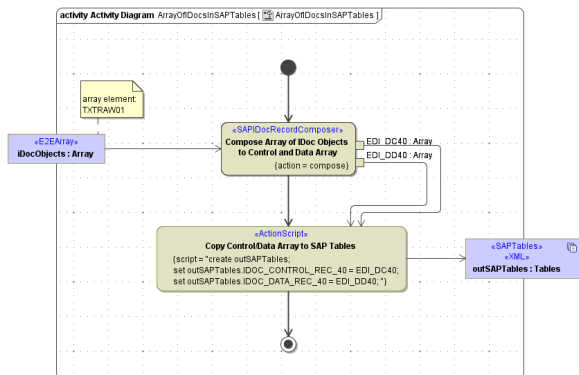 activity Activity Diagram ArrayOfIDocsInSAPTables [ ArrayOfIDocsInSAPTables ]
array element:
TXTRAW01
«E2EArray»
iDocObjects : Array
«SAPIDocRecordComposer»
Compose Array of IDoc Objects
to Control and Data Array
{action = compose}
EDI_DC40 : Array
EDI_DD40 : Array
«ActionScript»
Copy Control/Data Array to SAP Tables
{script = "create outSAPTables;
set outSAPTables.IDOC_CONTROL_REC_40 = EDI_DC40;
set outSAPTables.IDOC_DATA_REC_40 = EDI_DD40; "}
«SAPTables»
«XML»
outSAPTables : Tables